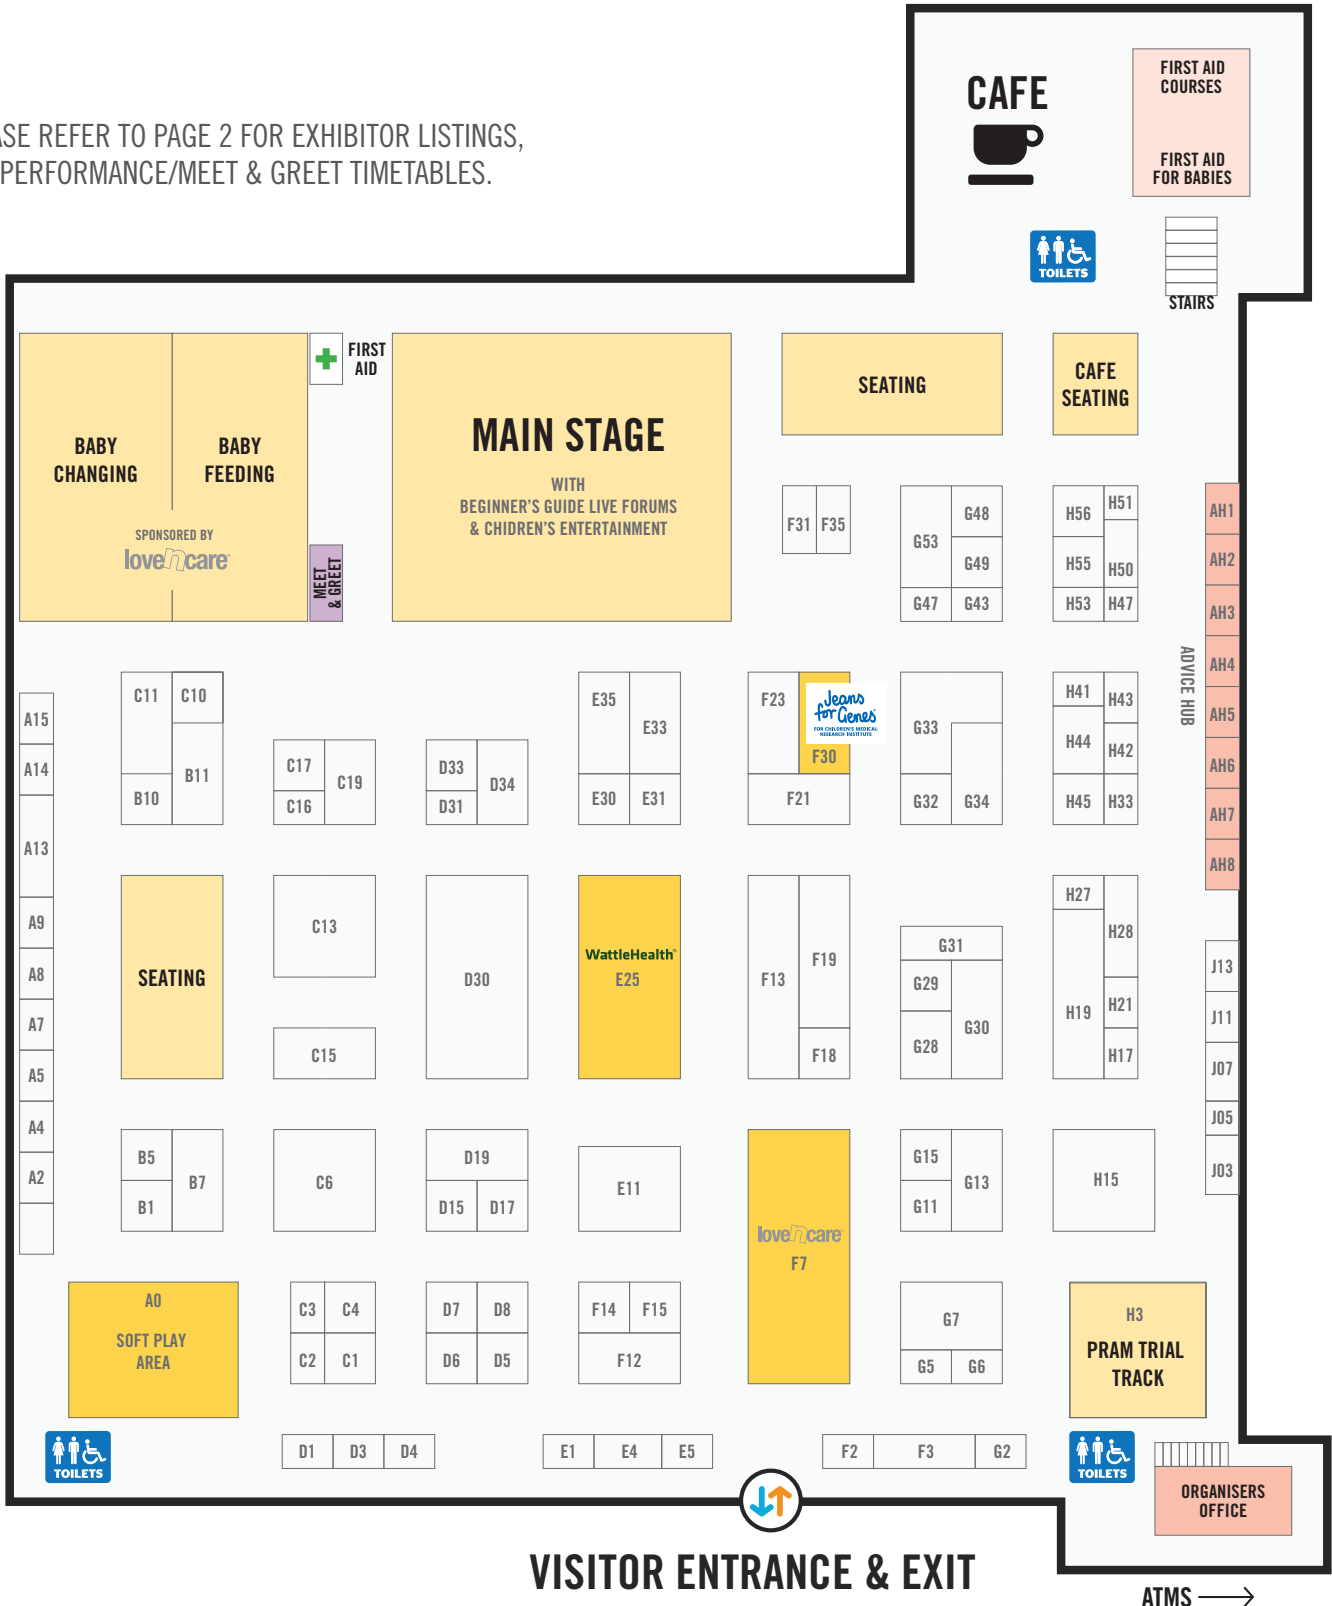 CAFE
FIRST AID
COURSES
FIRST AID
FOR BABIES
ASE REFER TO PAGE 2 FOR EXHIBITOR LISTINGS,
PERFORMANCE/MEET & GREET TIMETABLES.
TOILETS
STAIRS
BABY
CHANGING
BABY
FEEDING
SPONSORED BY
lovencare
FIRST
AID
MEET
& GREET
MAIN STAGE
WITH
BEGINNER'S GUIDE LIVE FORUMS
& CHIDREN'S ENTERTAINMENT
SEATING
CAFE
SEATING
F31 F35
G53
G48
G49
G47 G43
H56
H51
H55
H50
H53 H47
AH1
AH2
AH3
AH4
AH5
AH6
AH7
AH8
ADVICE HUB
A15
A14
A13
A9
A8
A7
A5
A4
A2
C11 C10
B11
B10
C17
C19
C16
D33
D34
D31
E35
E33
E30 E31
F23
Jeans
for Genes
FOR CHILDREN'S MEDICAL
RESEARCH INSTITUTE
F30
F21
G33
G32 G34
H41 H43
H44 H42
H45 H33
SEATING
C13
C15
D30
WattleHealth
E25
F13
F19
F18
G31
G29
G30
G28
H27
H28
H19
H21
H17
J13
J11
J07
J05
J03
B5
B7
B1
C6
D19
D15 D17
E11
lovencare
F7
G15
G13
G11
H15
A0
SOFT PLAY
AREA
C3 C4
C2 C1
D7 D8
D6 D5
F14 F15
F12
G7
G5 G6
H3
PRAM TRIAL
TRACK
TOILETS
D1 D3 D4
E1 E4 E5
F2 F3 G2
TOILETS
ORGANISERS
OFFICE
VISITOR ENTRANCE & EXIT
ATMS